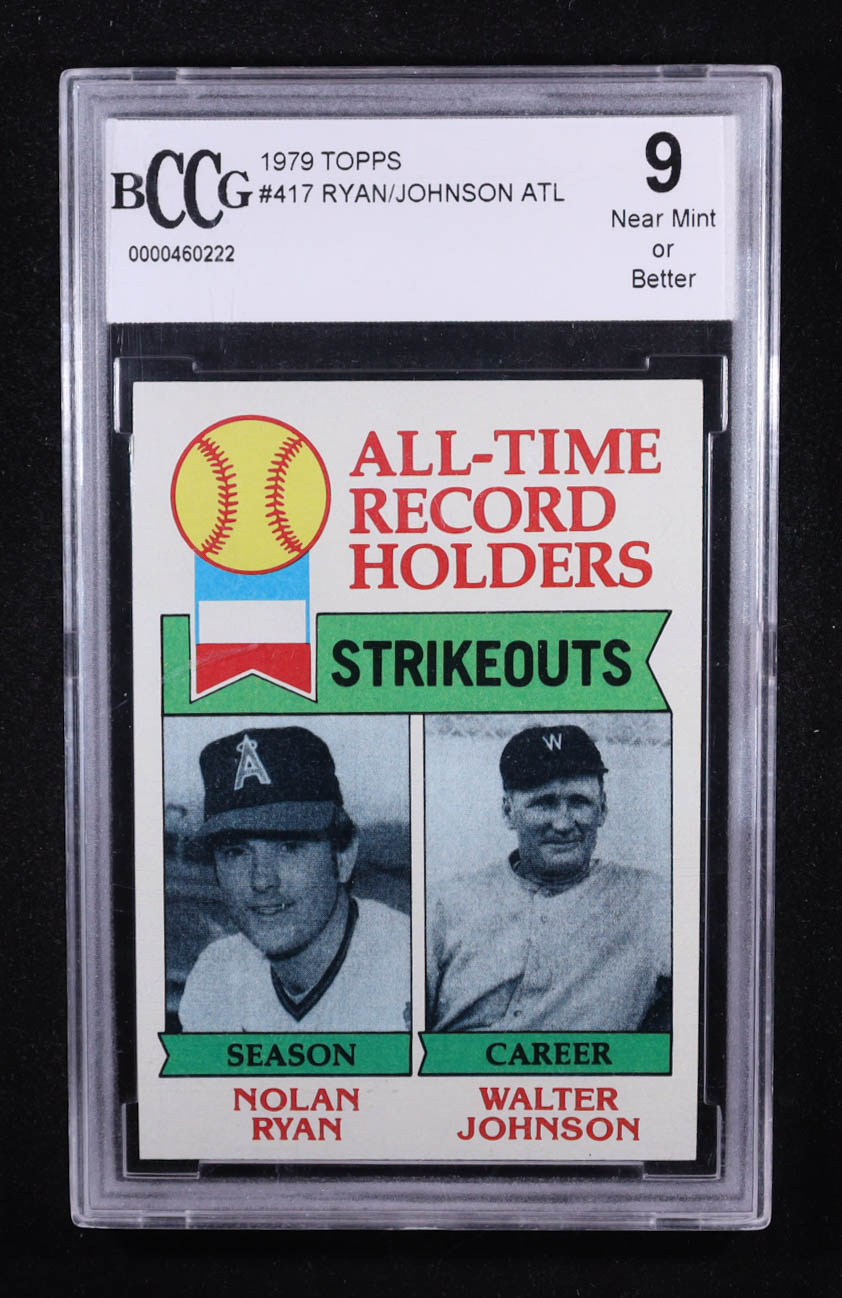 BCCG
1979 TOPPS
#417 RYAN/JOHNSON ATL
0000460222
9
Near Mint
or
Better
ALL-TIME
RECORD
HOLDERS
STRIKEOUTS
A
W
SEASON
CAREER
NOLAN
RYAN
WALTER
JOHNSON